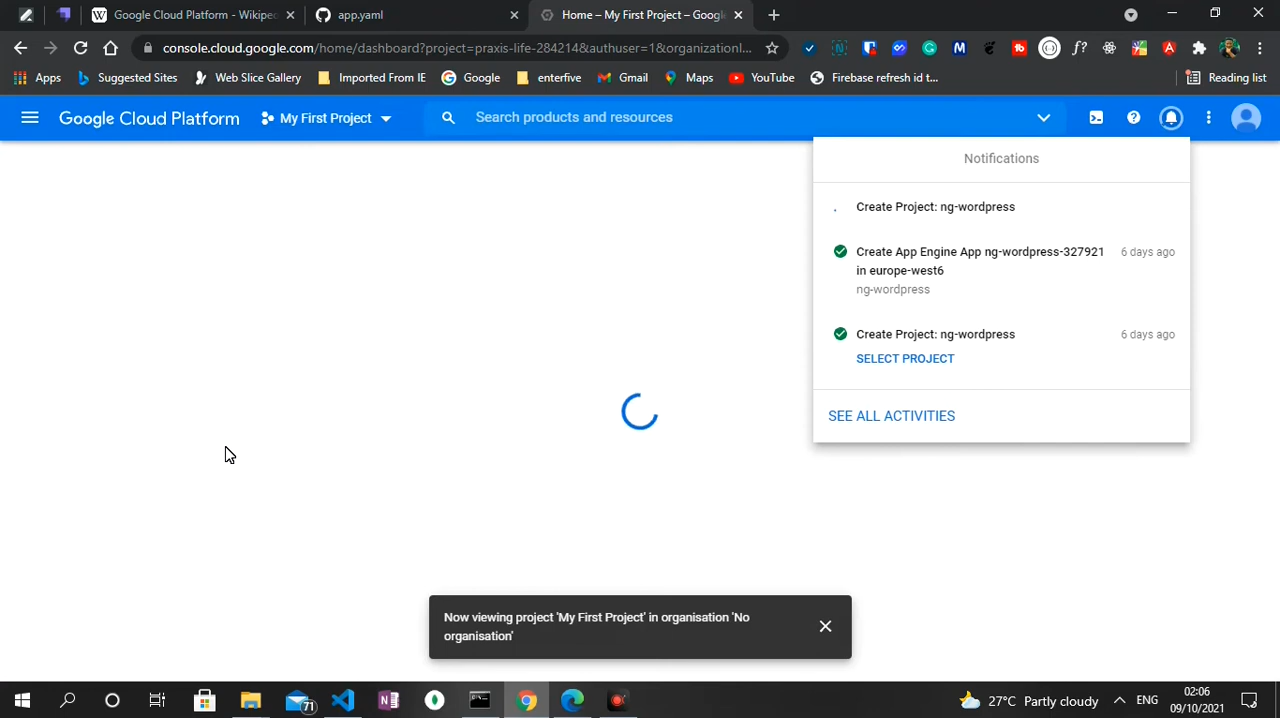 Google Cloud Platform - Wikiped
app.yaml
Home – My First Project – Google
console.cloud.google.com/home/dashboard?project=praxis-life-284214&authuser=1&organizationI...
Apps
Suggested Sites
Web Slice Gallery
Imported From IE
Google
enterfive
Gmail
Maps
YouTube
Firebase refresh id t...
Reading list
Google Cloud Platform
My First Project
Search products and resources
Notifications
Create Project: ng-wordpress
Create App Engine App ng-wordpress-327921 6 days ago
in europe-west6
ng-wordpress
Create Project: ng-wordpress 6 days ago
SELECT PROJECT
SEE ALL ACTIVITIES
Now viewing project 'My First Project' in organisation 'No
organisation'
71
27°C Partly cloudy
ENG
02:06
09/10/2021